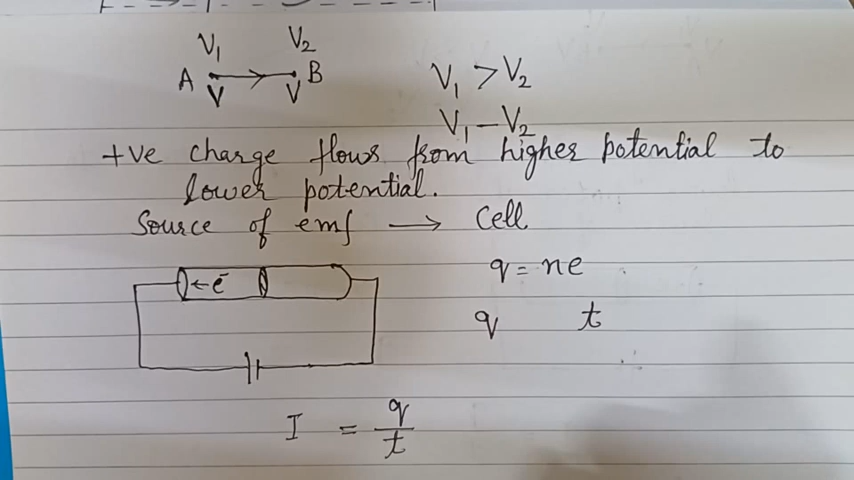 V₁ V₂
A B V₁ > V₂
V V
V₁ – V₂
+ve charge flows from higher potential to
lower potential.
Source of emf → Cell
← e⁻ q = ne
q t
I = q/t